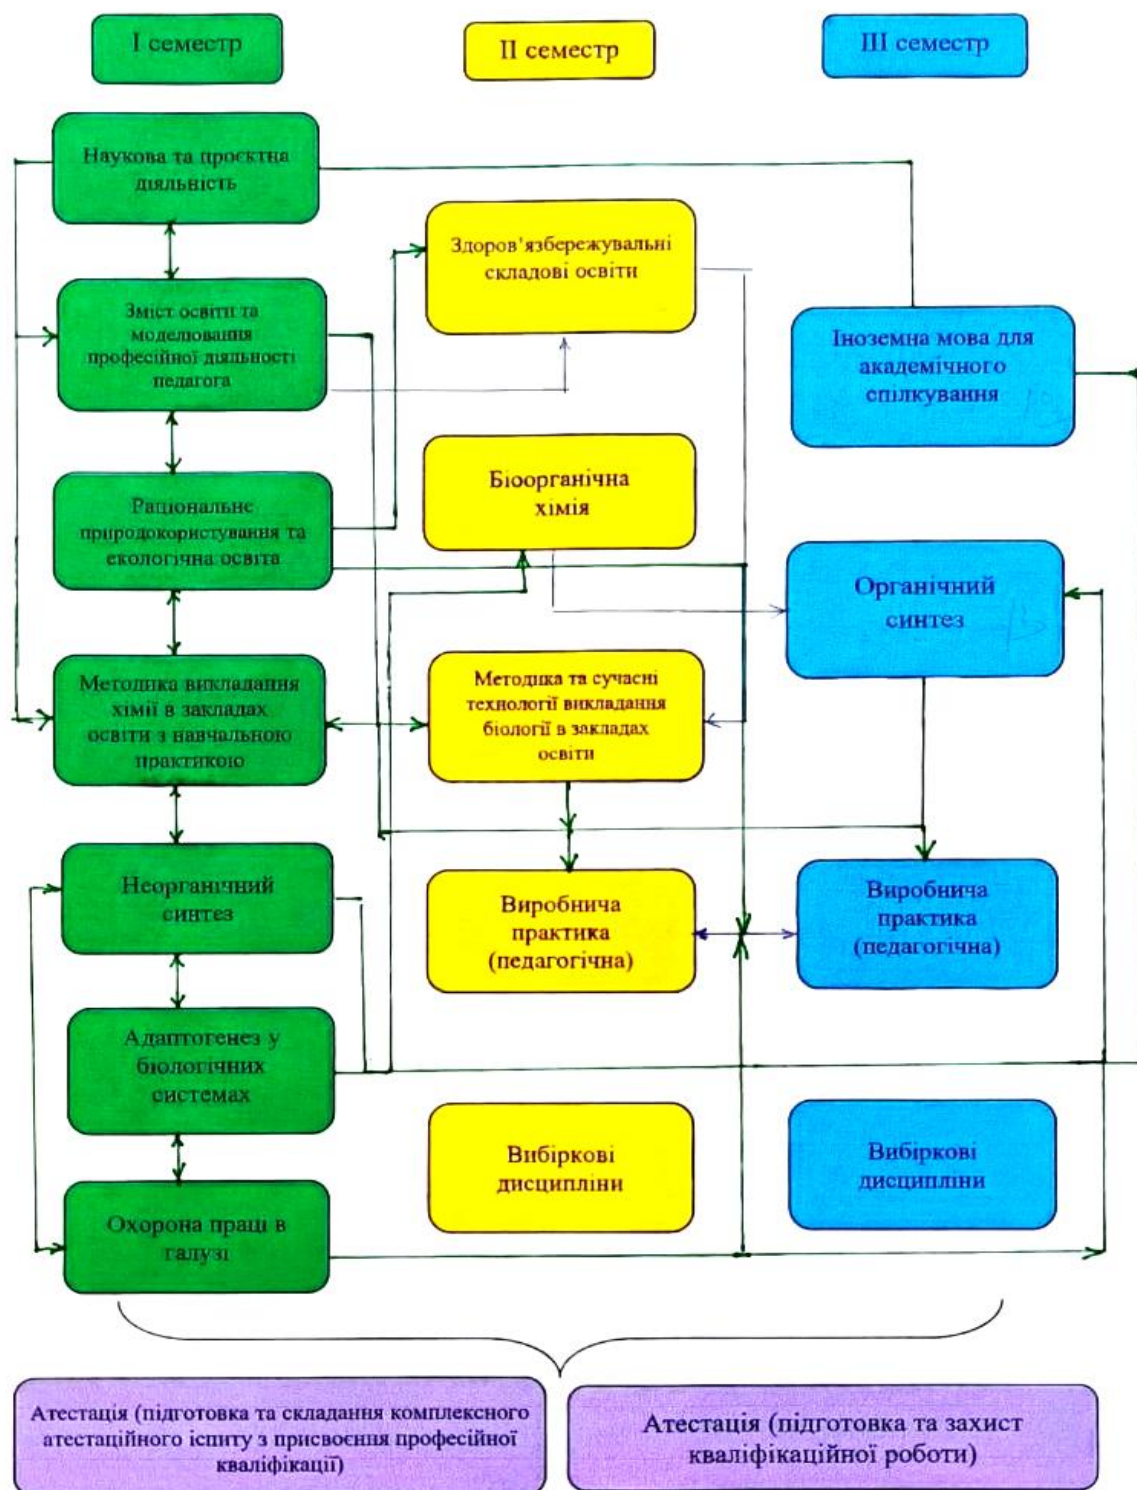 І семестр
ІІ семестр
ІІІ семестр
Наукова та проєктна
діяльність
Здоров’язбережувальні
складові освіти
Зміст освіти та
моделювання
професійної діяльності
педагога
Іноземна мова для
академічного
спілкування
Біоорганічна
хімія
Раціональне
природокористування та
екологічна освіта
Органічний
синтез
Методика викладання
хімії в закладах
освіти з навчальною
практикою
Методика та сучасні
технології викладання
біології в закладах
освіти
Неорганічний
синтез
Виробнича
практика
(педагогічна)
Виробнича
практика
(педагогічна)
Адаптогенез у
біологічних
системах
Вибіркові
дисципліни
Вибіркові
дисципліни
Охорона праці в
галузі
Атестація (підготовка та складання комплексного
атестаційного іспиту з присвоєння професійної
кваліфікації)
Атестація (підготовка та захист
кваліфікаційної роботи)